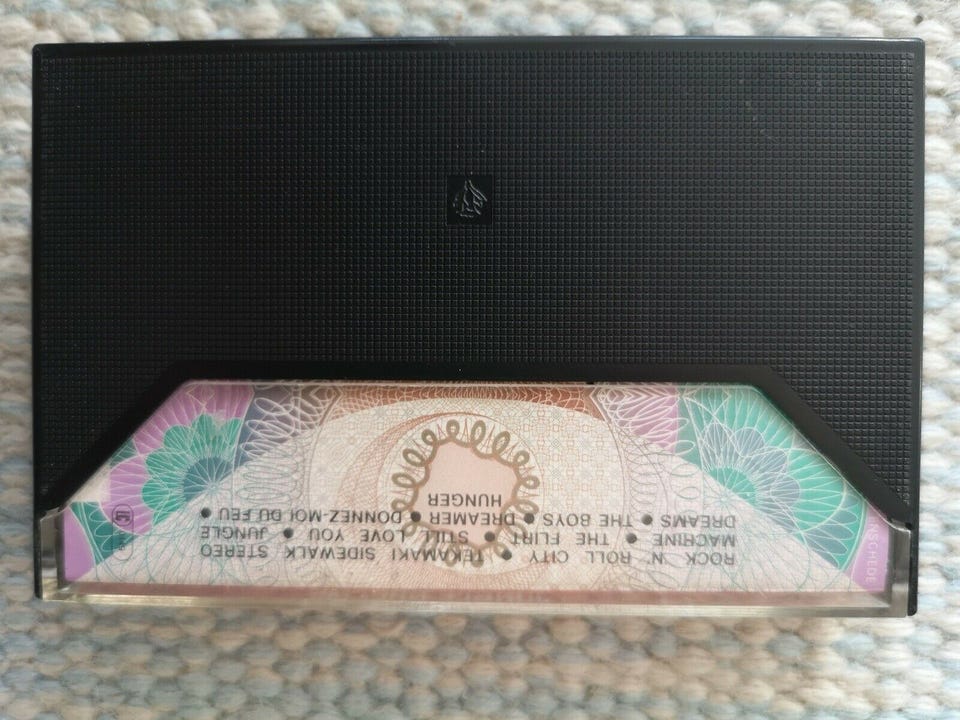 ROCK 'N' ROLL CITY • TEKAMAKI SIDEWALK STEREO
MACHINE • THE FLIRT • STILL LOVE YOU • JUNGLE
DREAMS • THE BOYS • DREAMER • DONNEZ-MOI DU FEU •
HUNGER